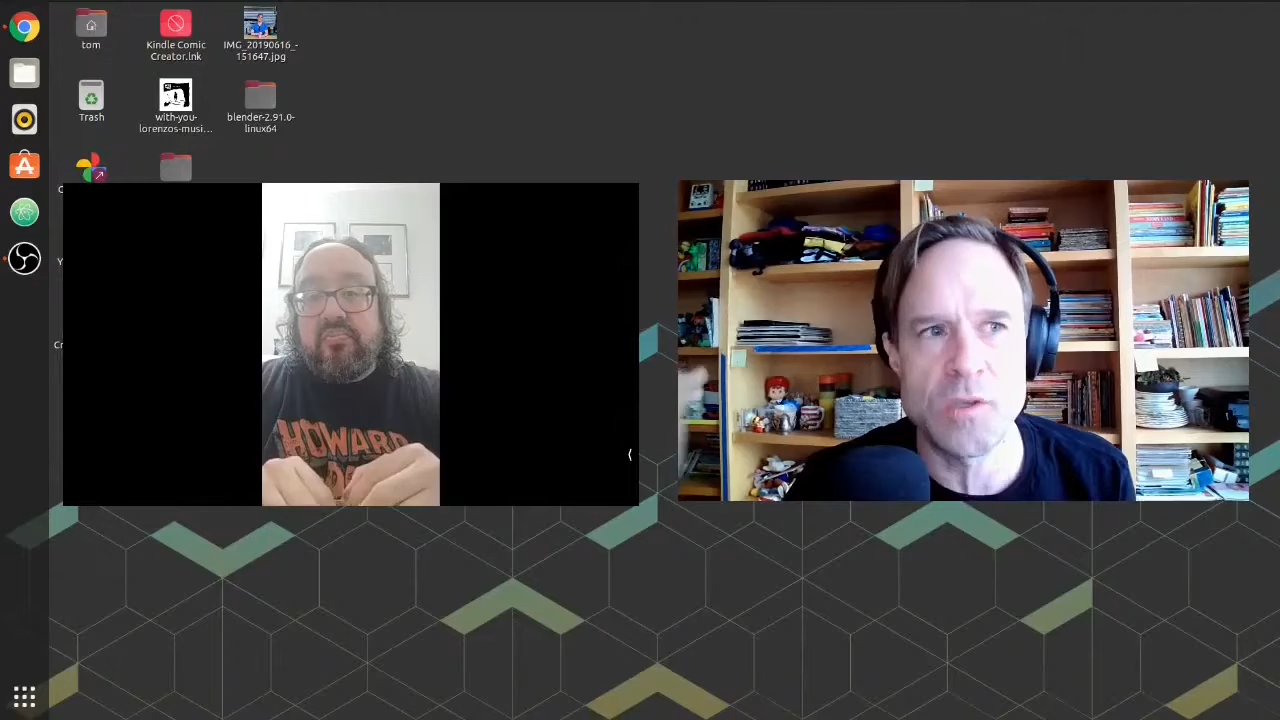 tom
Kindle Comic
Creator.lnk
IMG_20190616_-
151647.jpg
Trash
with-you-
lorenzos-musi...
blender-2.91.0-
linux64
HOWARD